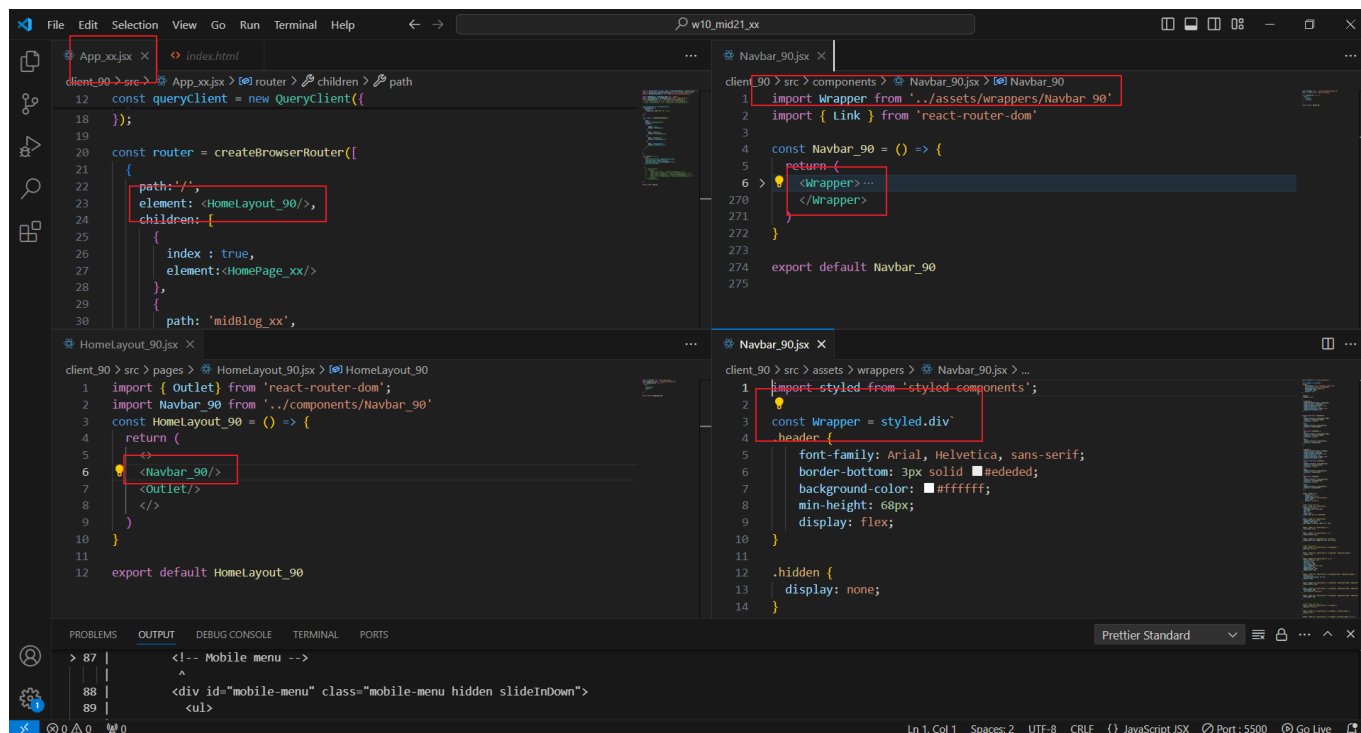 File Edit Selection View Go Run Terminal Help
w10_mid21_xx
App_xx.jsx
index.html
client_90 > src > App_xx.jsx > router > children > path
12 const queryClient = new QueryClient({
18 });
19
20 const router = createBrowserRouter([
21 {
22 path:'/',
23 element: <HomeLayout_90/>,
24 children: [
25 {
26 index : true,
27 element:<HomePage_xx/>
28 },
29 {
30 path: 'midBlog_xx',
Navbar_90.jsx
client_90 > src > components > Navbar_90.jsx > Navbar_90
1 import Wrapper from '../assets/wrappers/Navbar_90'
2 import { Link } from 'react-router-dom'
3
4 const Navbar_90 = () => {
5 return (
6 <Wrapper>…
270 </Wrapper>
271 )
272 }
273
274 export default Navbar_90
275
HomeLayout_90.jsx
client_90 > src > pages > HomeLayout_90.jsx > HomeLayout_90
1 import { Outlet} from 'react-router-dom';
2 import Navbar_90 from '../components/Navbar_90'
3 const HomeLayout_90 = () => {
4 return (
5 <>
6 <Navbar_90/>
7 <Outlet/>
8 </>
9 )
10 }
11
12 export default HomeLayout_90
Navbar_90.jsx
client_90 > src > assets > wrappers > Navbar_90.jsx > ...
1 import styled from 'styled-components';
2
3 const Wrapper = styled.div`
4 .header {
5 font-family: Arial, Helvetica, sans-serif;
6 border-bottom: 3px solid #ededed;
7 background-color: #ffffff;
8 min-height: 68px;
9 display: flex;
10 }
11
12 .hidden {
13 display: none;
14 }
PROBLEMS OUTPUT DEBUG CONSOLE TERMINAL PORTS
Prettier Standard
> 87 | <!-- Mobile menu -->
| ^
88 | <div id="mobile-menu" class="mobile-menu hidden slideInDown">
89 | <ul>
1
0 0 0
Ln 1, Col 1 Spaces: 2 UTF-8 CRLF {} JavaScript JSX Port : 5500 Go Live